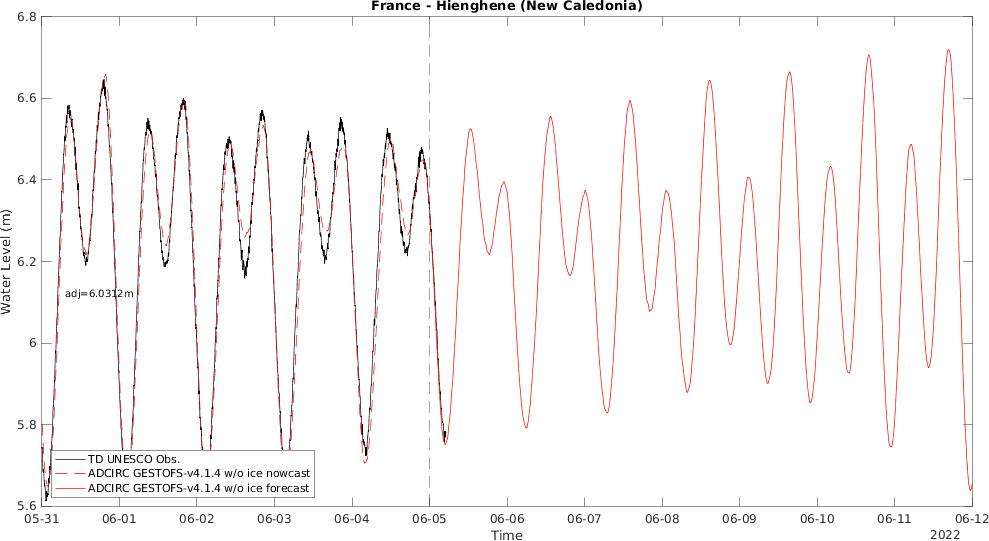 France - Hienghene (New Caledonia)
6.8
6.6
6.4
6.2
6
5.8
5.6
Water Level (m)
adj=6.0312m
TD UNESCO Obs.
ADCIRC GESTOFS-v4.1.4 w/o ice nowcast
ADCIRC GESTOFS-v4.1.4 w/o ice forecast
05-31 06-01 06-02 06-03 06-04 06-05 06-06 06-07 06-08 06-09 06-10 06-11 06-12
Time
2022